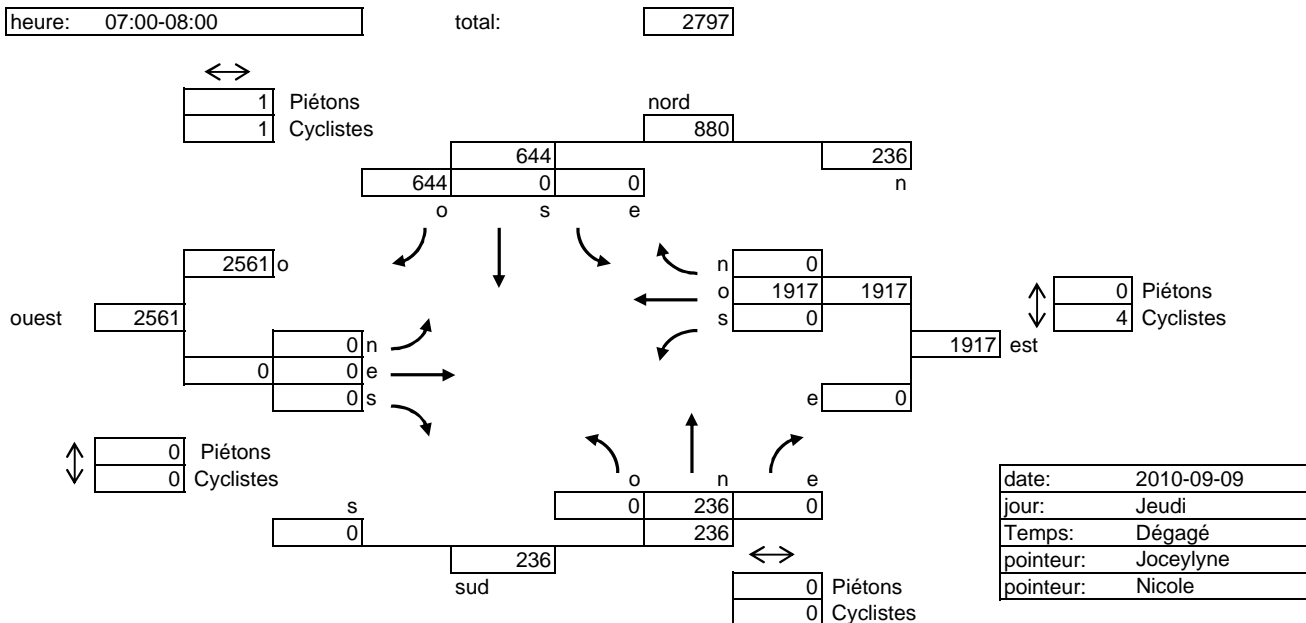 heure: 07:00-08:00 total: 2797
1 Piétons
1 Cyclistes
nord
880
644 236
644 0 0 n
o s e
2561 o
n 0
o 1917 1917
s 0
0 Piétons
4 Cyclistes
ouest 2561
1917 est
0 n
0 0 e
0 s
e 0
0 Piétons
0 Cyclistes
o n e
s 0 236 0
0 236
236
sud
0 Piétons
0 Cyclistes
date: 2010-09-09
jour: Jeudi
Temps: Dégagé
pointeur: Joceylyne
pointeur: Nicole